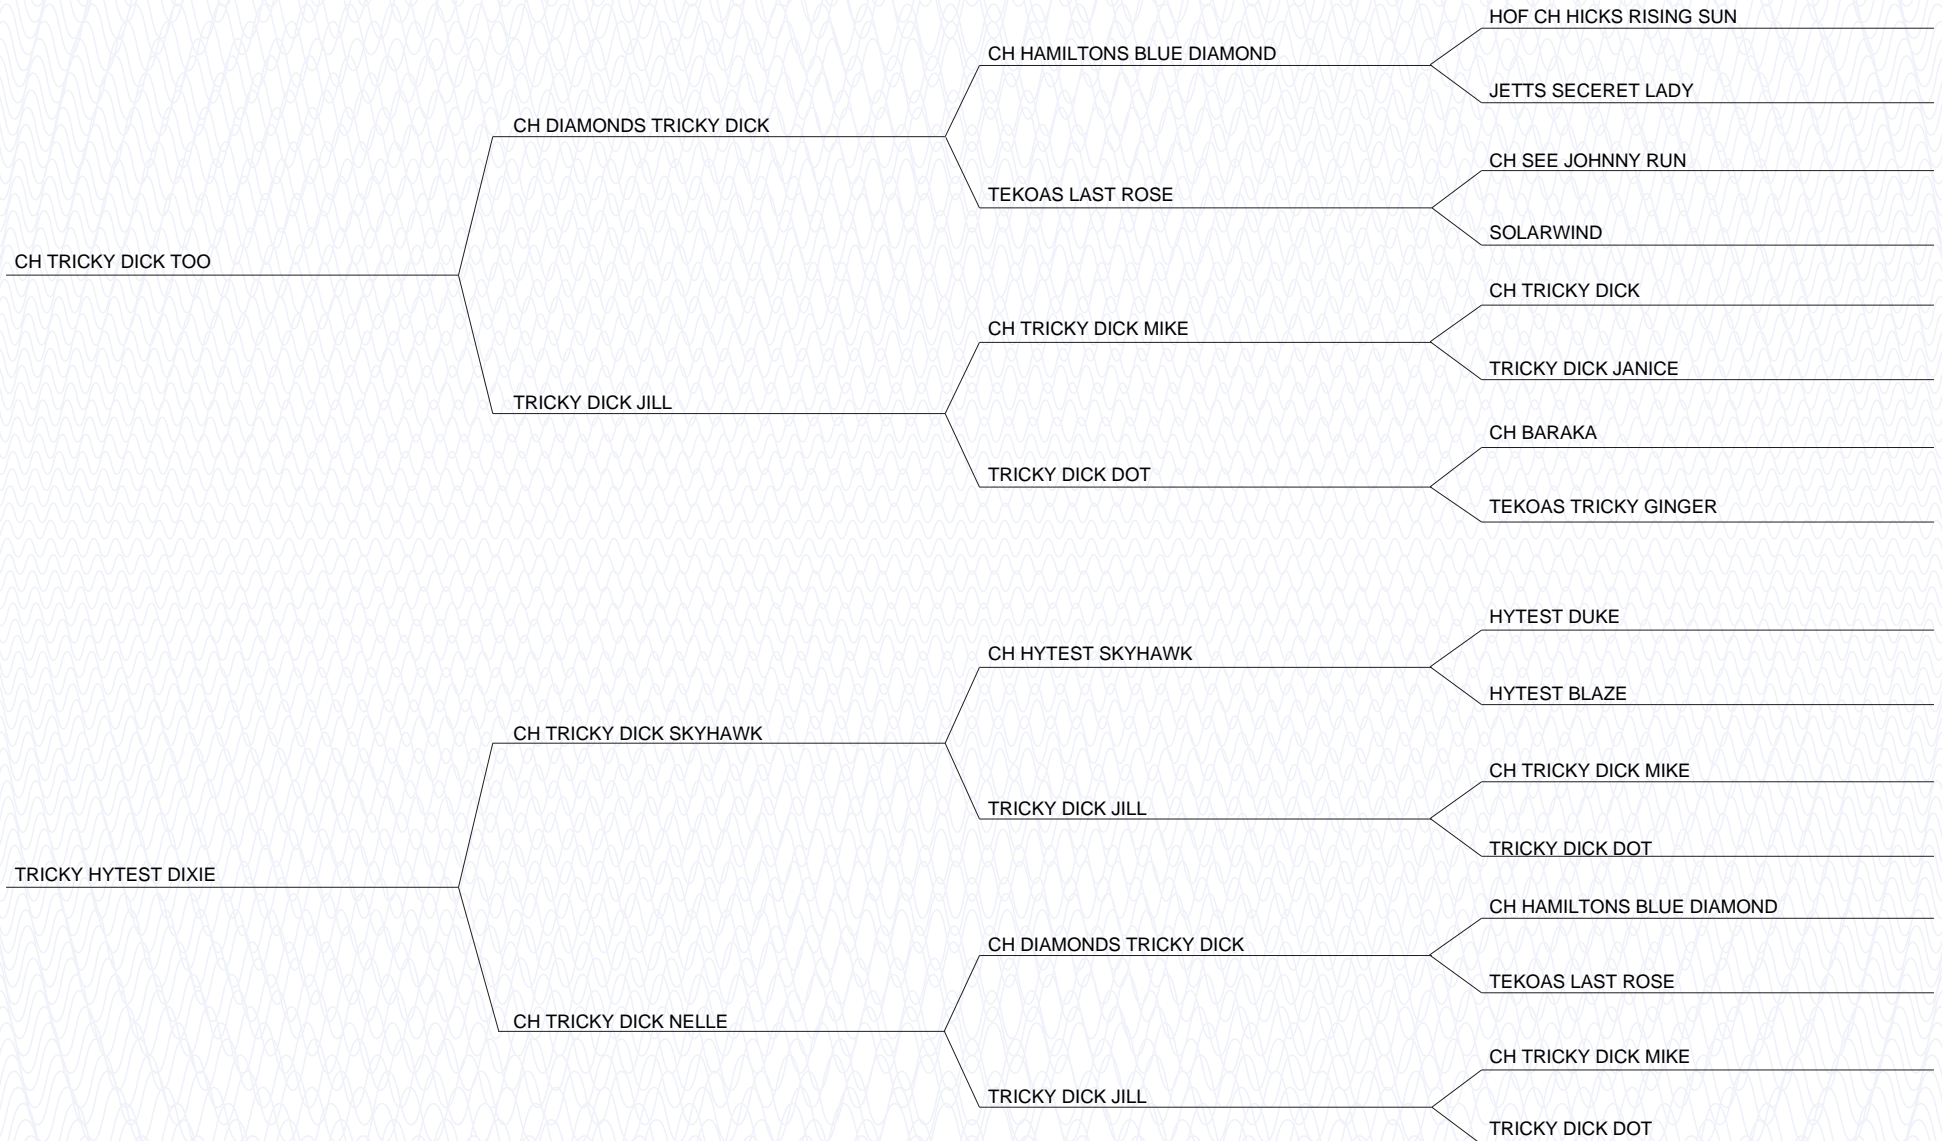 HOF CH HICKS RISING SUN
CH HAMILTONS BLUE DIAMOND
JETTS SECERET LADY
CH DIAMONDS TRICKY DICK
CH SEE JOHNNY RUN
TEKOAS LAST ROSE
SOLARWIND
CH TRICKY DICK TOO
CH TRICKY DICK
CH TRICKY DICK MIKE
TRICKY DICK JANICE
TRICKY DICK JILL
CH BARAKA
TRICKY DICK DOT
TEKOAS TRICKY GINGER
HYTEST DUKE
CH HYTEST SKYHAWK
HYTEST BLAZE
CH TRICKY DICK SKYHAWK
CH TRICKY DICK MIKE
TRICKY DICK JILL
TRICKY DICK DOT
TRICKY HYTEST DIXIE
CH HAMILTONS BLUE DIAMOND
CH DIAMONDS TRICKY DICK
TEKOAS LAST ROSE
CH TRICKY DICK NELLE
CH TRICKY DICK MIKE
TRICKY DICK JILL
TRICKY DICK DOT